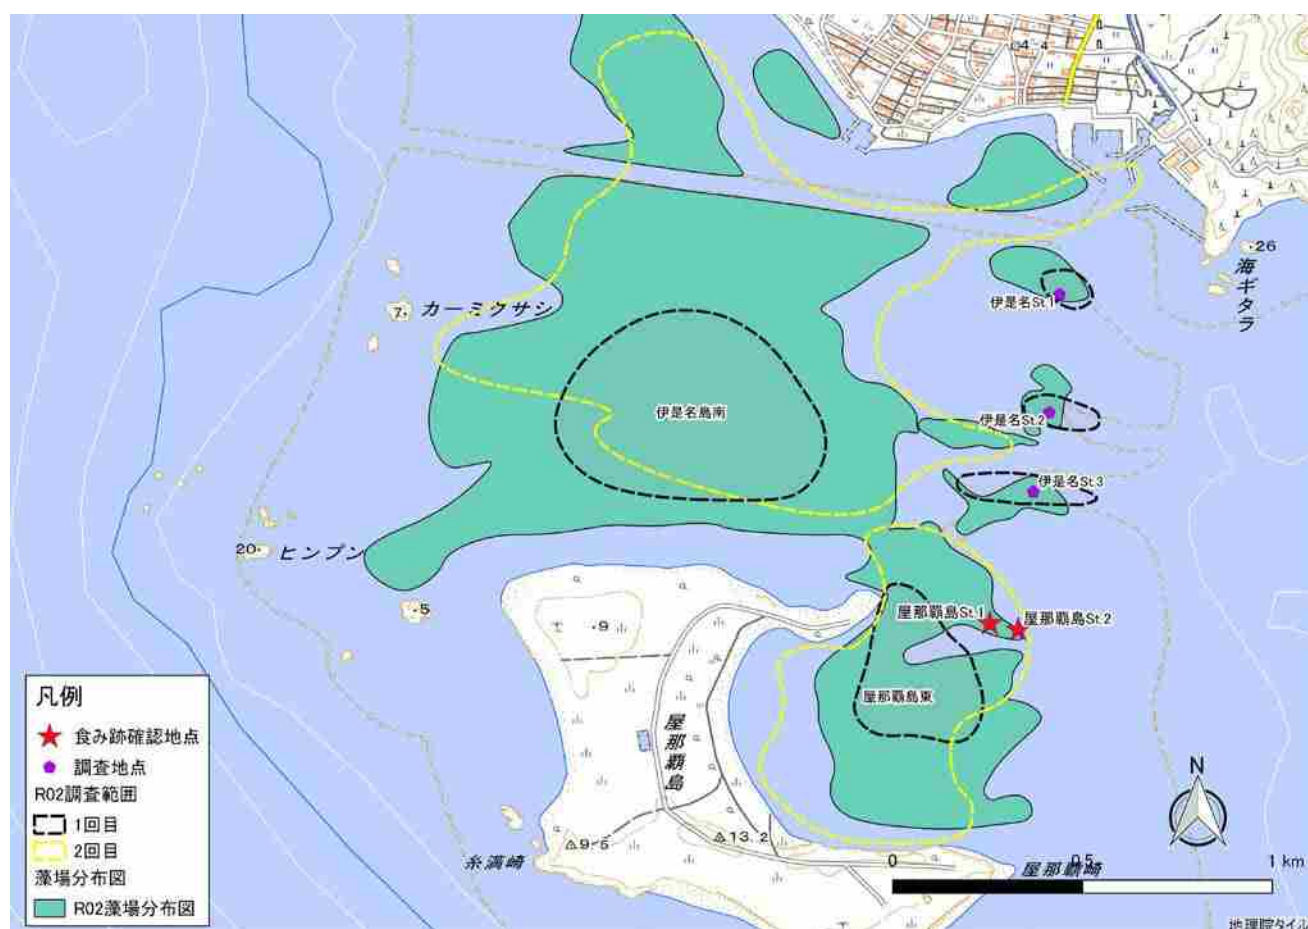 4-4
26
海ギタラ
カーミクサシ
7
伊是名St.1
伊是名島南
伊是名St.2
伊是名St.3
20
ヒンプン
5
9
屋那覇島St.1
屋那覇島St.2
屋那覇島東
屋那覇島
凡例
食み跡確認地点
調査地点
R02調査範囲
1回目
2回目
藻場分布図
R02藻場分布図
9-5
13.2
糸満崎
屋那覇崎
N
0 0.5 1 km
地理院タイル